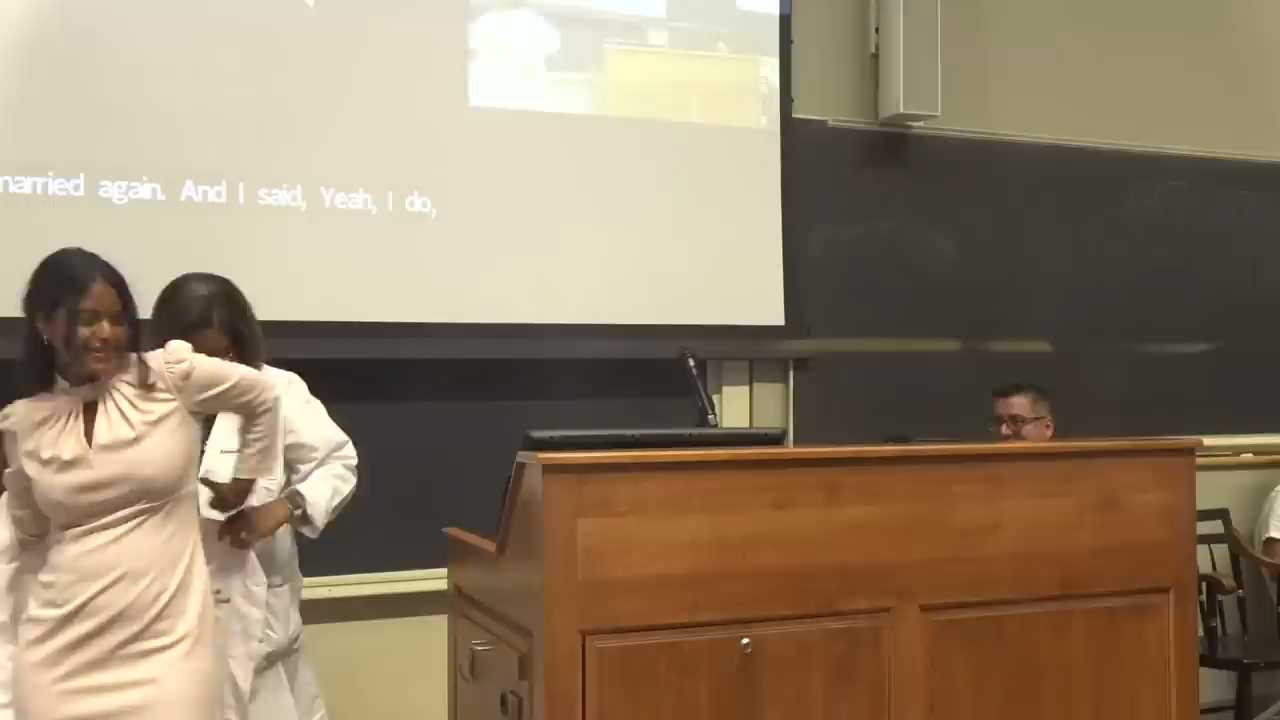 married again. And I said, Yeah, I do,